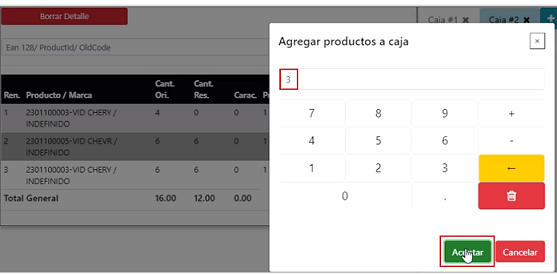 Borrar Detalle
Caja #1 ×
Caja #2 ×
+
Ean 128/ ProductId/ OldCode
Agregar productos a caja
×
3
Ren. Producto / Marca Cant. Ori. Cant. Res. Carac.
1 2301100003-VID CHERY / INDEFINIDO 4 0 0 1
2 2301100005-VID CHEVR / INDEFINIDO 6 6 0 1
3 2301100003-VID CHERY / INDEFINIDO 6 6 0 1
Total General 16.00 12.00 0.00
7 8 9 +
4 5 6 -
1 2 3 ←
0 .
Aceptar Cancelar